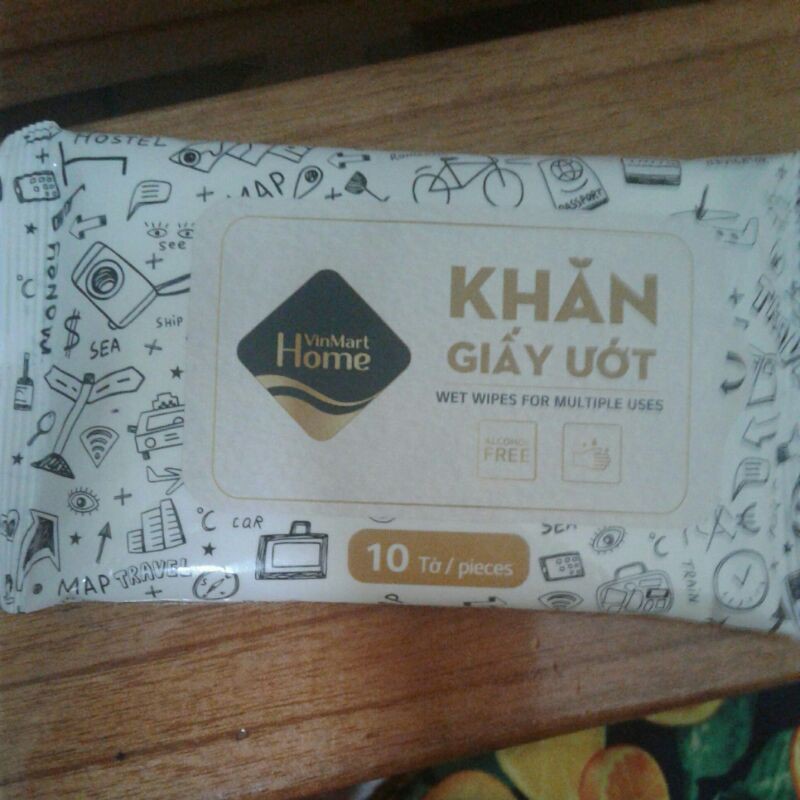 HOSTEL
MAP
PASSPORT
see
MONEY
SHIP
SEA
VinMart
Home
KHĂN
GIẤY ƯỚT
WET WIPES FOR MULTIPLE USES
ALCOHOL
FREE
°C
CAR
10 Tờ / pieces
SEA
°C
MAP TRAVEL
TRAIN